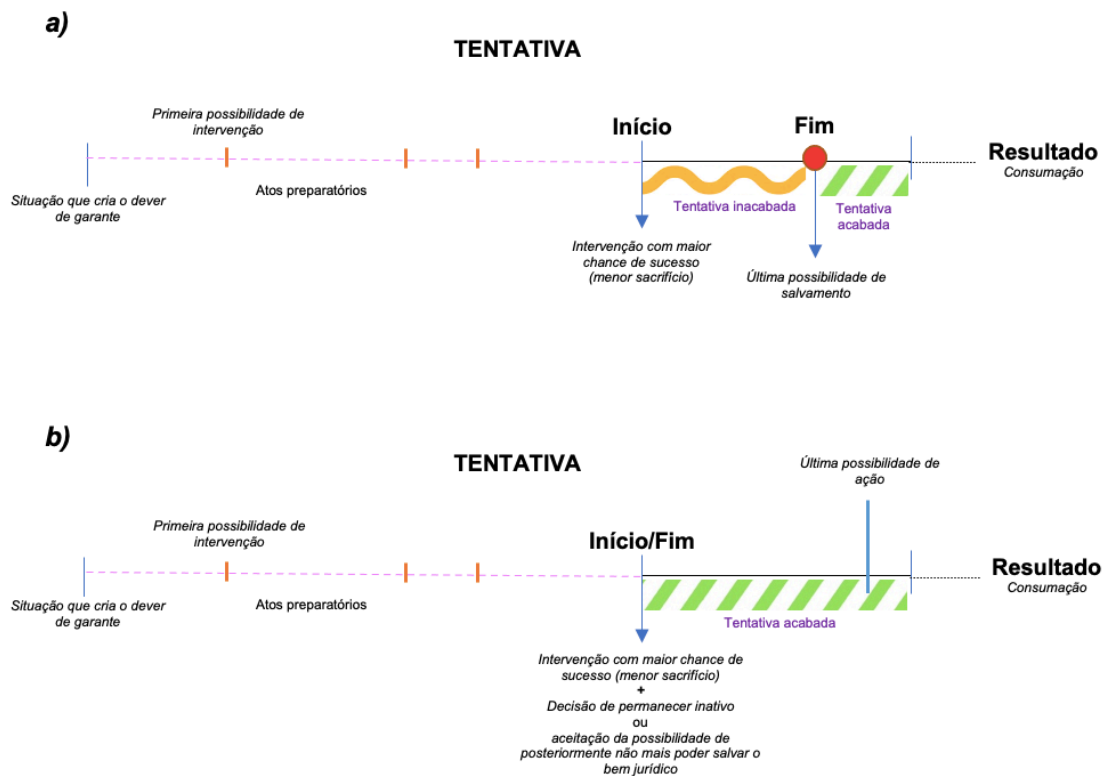 a)
TENTATIVA
Primeira possibilidade de
intervenção
Início
Fim
Resultado
Consumação
Situação que cria o dever
de garante
Atos preparatórios
Tentativa inacabada
Tentativa
acabada
Intervenção com maior
chance de sucesso
(menor sacrifício)
Última possibilidade de
salvamento
b)
TENTATIVA
Última possibilidade de
ação
Primeira possibilidade de
intervenção
Início/Fim
Resultado
Consumação
Situação que cria o dever
de garante
Atos preparatórios
Tentativa acabada
Intervenção com maior chance de
sucesso (menor sacrifício)
+
Decisão de permanecer inativo
ou
aceitação da possibilidade de
posteriormente não mais poder salvar o
bem jurídico